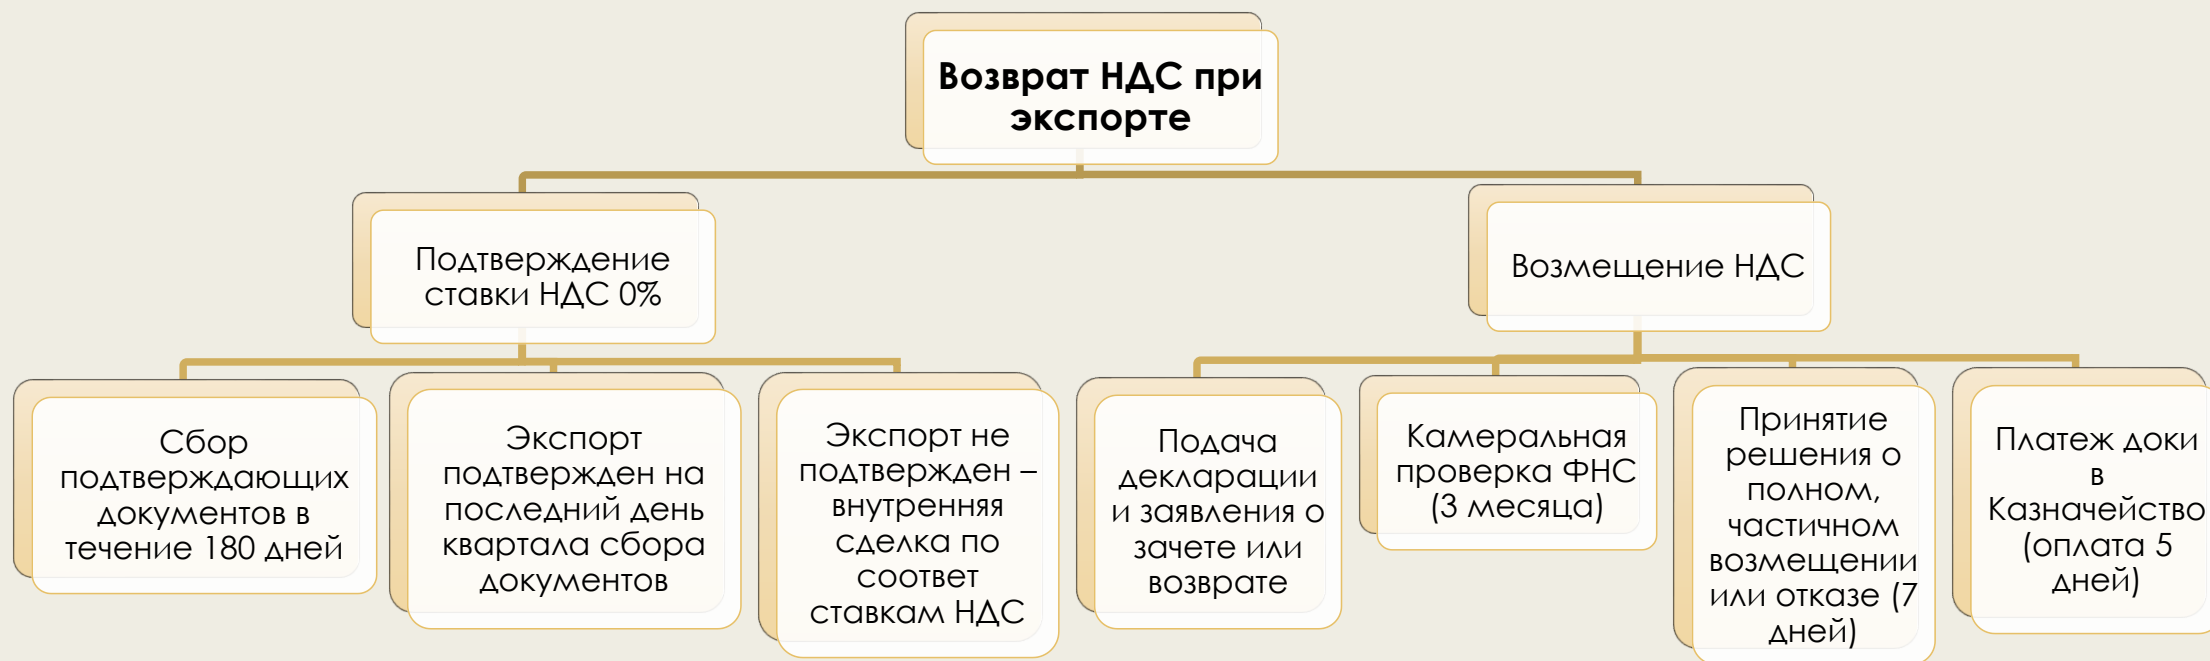 Возврат НДС при
экспорте
Подтверждение
ставки НДС 0%
Возмещение НДС
Сбор
подтверждающих
документов в
течение 180 дней
Экспорт
подтвержден на
последний день
квартала сбора
документов
Экспорт не
подтвержден –
внутренняя
сделка по
соответ
ставкам НДС
Подача
декларации
и заявления о
зачете или
возврате
Камеральная
проверка ФНС
(3 месяца)
Принятие
решения о
полном,
частичном
возмещении
или отказе (7
дней)
Платеж доки
в
Казначейство
(оплата 5
дней)